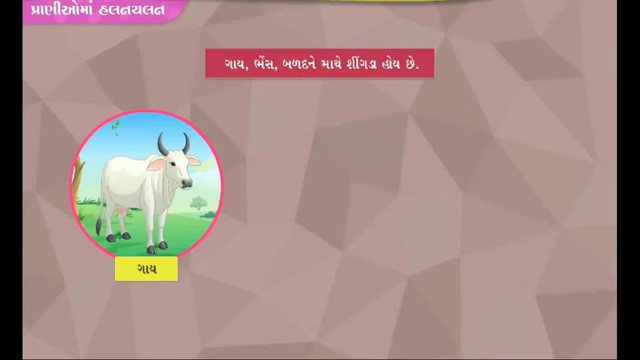 પ્રાણીઓમાં હલનચલન
ગાય, ભેંસ, બળદને માથે શીંગડા હોય છે.
ગાય